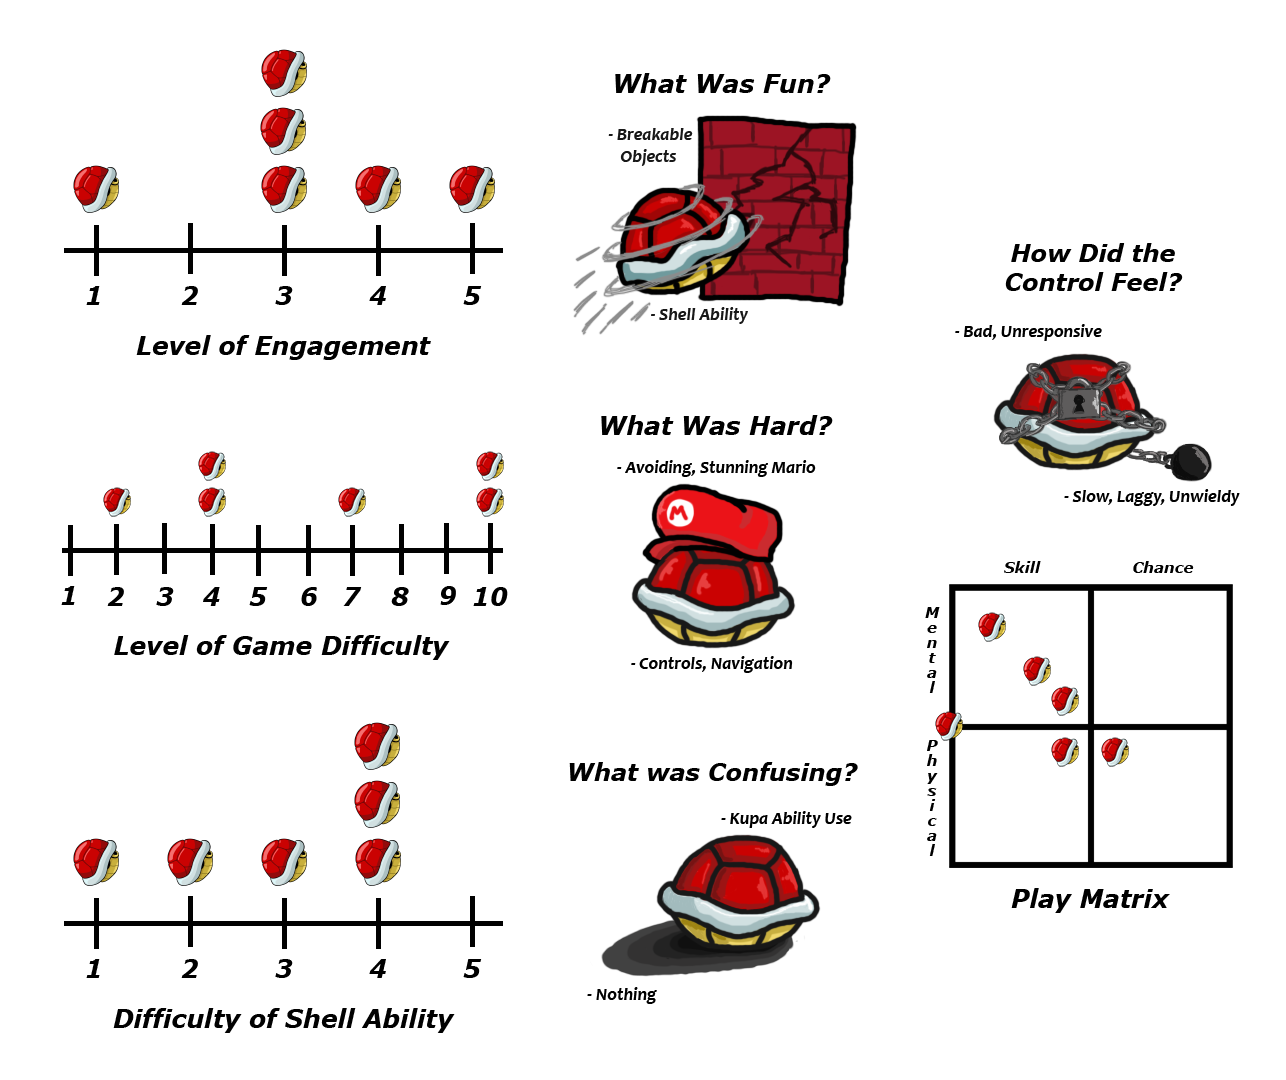 1 2 3 4 5
Level of Engagement
1 2 3 4 5 6 7 8 9 10
Level of Game Difficulty
1 2 3 4 5
Difficulty of Shell Ability
What Was Fun?
- Breakable
Objects
- Shell Ability
What Was Hard?
- Avoiding, Stunning Mario
M
- Controls, Navigation
What was Confusing?
- Kupa Ability Use
- Nothing
How Did the
Control Feel?
- Bad, Unresponsive
- Slow, Laggy, Unwieldy
Skill Chance
Mental
Physical
Play Matrix